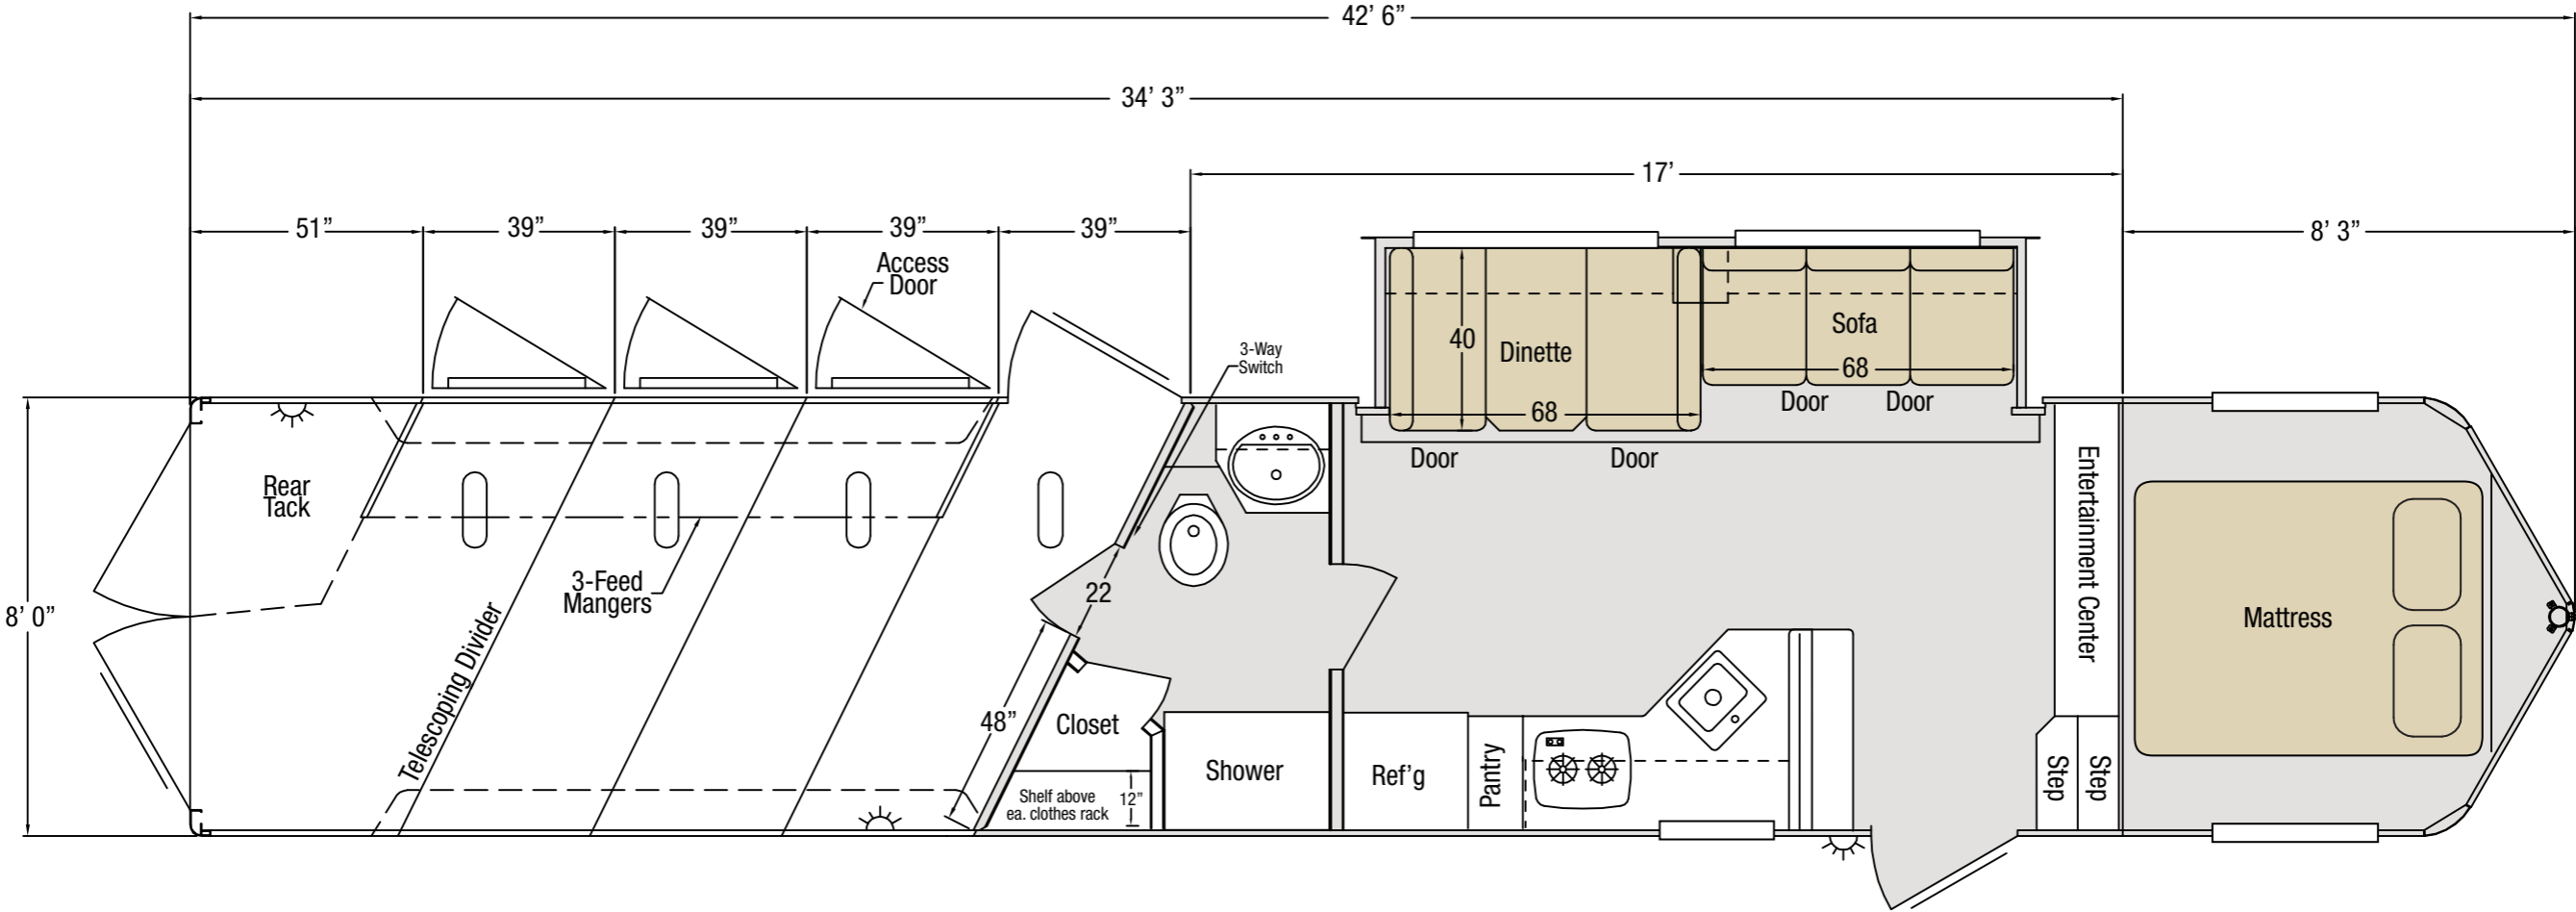 42’ 6”
34’ 3”
17’
51”
39”
39”
39”
39”
8’ 3”
Access
Door
3-Way
Switch
40
Dinette
68
Sofa
68
Door
Door
Door
Door
Rear
Tack
3-Feed
Mangers
Telescoping Divider
8’ 0”
22
48”
Closet
Shelf above
ea. clothes rack
12”
Shower
Ref’g
Pantry
Entertainment Center
Step
Step
Mattress